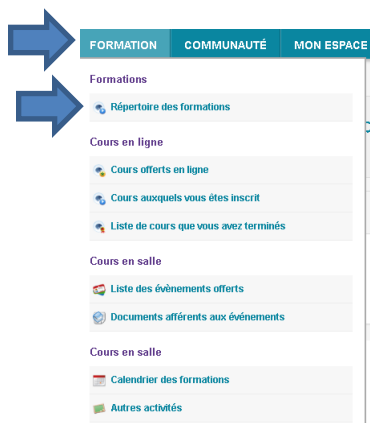 FORMATION COMMUNAUTÉ MON ESPACE
Formations
Répertoire des formations
Cours en ligne
Cours offerts en ligne
Cours auxquels vous êtes inscrit
Liste de cours que vous avez terminés
Cours en salle
Liste des évènements offerts
Documents afférents aux événements
Cours en salle
Calendrier des formations
Autres activités